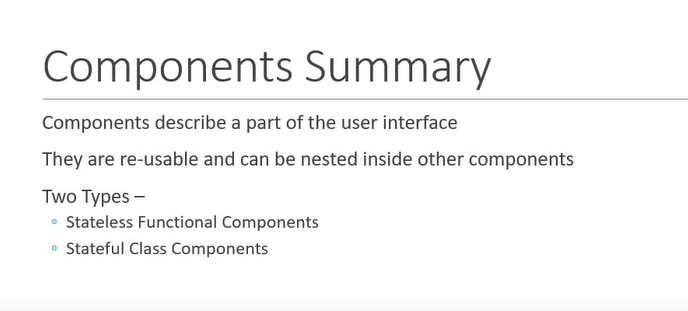 Components Summary
Components describe a part of the user interface
They are re-usable and can be nested inside other components
Two Types –
Stateless Functional Components
Stateful Class Components